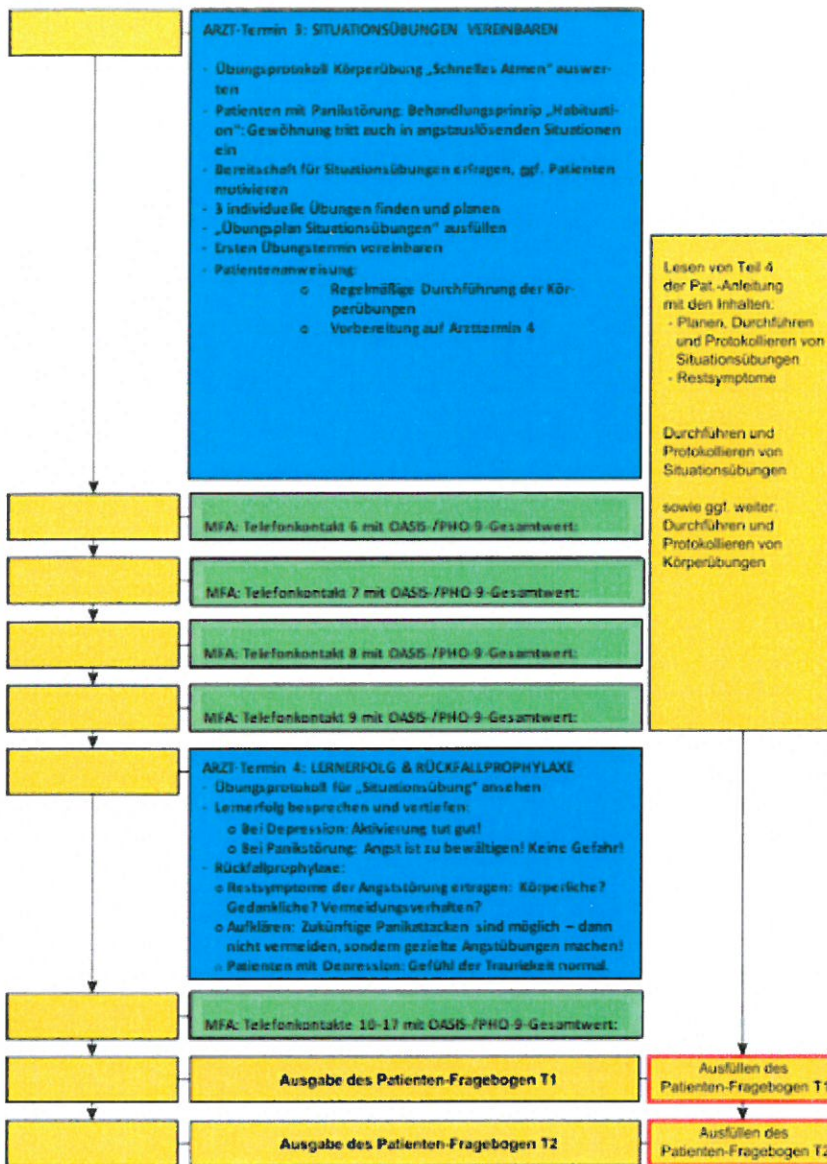 ARZT-Termin 3: SITUATIONSÜBUNGEN VEREINBAREN
- Übungsprotokoll Körperübung „Schnelles Atmen" auswer-
ten
- Patienten mit Panikstörung: Behandlungsprinzip „Habituati-
on": Gewöhnung tritt auch in angstauslösenden Situationen
ein
- Bereitschaft für Situationsübungen erfragen, ggf. Patienten
motivieren
- 3 individuelle Übungen finden und planen
- „Übungsplan Situationsübungen" ausfüllen
- Ersten Übungstermin vereinbaren
- Patientenanweisung:
o Regelmäßige Durchführung der Kör-
perübungen
o Vorbereitung auf Arzttermin 4
Lesen von Teil 4
der Pat.-Anleitung
mit den Inhalten:
- Planen, Durchführen
und Protokollieren von
Situationsübungen
- Restsymptome
Durchführen und
Protokollieren von
Situationsübungen
sowie ggf. weiter:
Durchführen und
Protokollieren von
Körperübungen
MFA: Telefonkontakt 6 mit OASIS-/PHQ-9-Gesamtwert:
MFA: Telefonkontakt 7 mit OASIS-/PHQ-9-Gesamtwert:
MFA: Telefonkontakt 8 mit OASIS-/PHQ-9-Gesamtwert:
MFA: Telefonkontakt 9 mit OASIS-/PHQ-9-Gesamtwert:
ARZT-Termin 4: LERNERFOLG & RÜCKFALLPROPHYLAXE
- Übungsprotokoll für „Situationsübung" ansehen
- Lernerfolg besprechen und vertiefen:
o Bei Depression: Aktivierung tut gut!
o Bei Panikstörung: Angst ist zu bewältigen! Keine Gefahr!
- Rückfallprophylaxe:
o Restsymptome der Angststörung ertragen: Körperliche?
Gedankliche? Vermeidungsverhalten?
o Aufklären: Zukünftige Panikattacken sind möglich – dann
nicht vermeiden, sondern gezielte Angstübungen machen!
o Patienten mit Depression: Gefühl der Traurigkeit normal.
MFA: Telefonkontakte 10-17 mit OASIS-/PHQ-9-Gesamtwert:
Ausgabe des Patienten-Fragebogen T1
Ausfüllen des
Patienten-Fragebogen T1
Ausgabe des Patienten-Fragebogen T2
Ausfüllen des
Patienten-Fragebogen T2